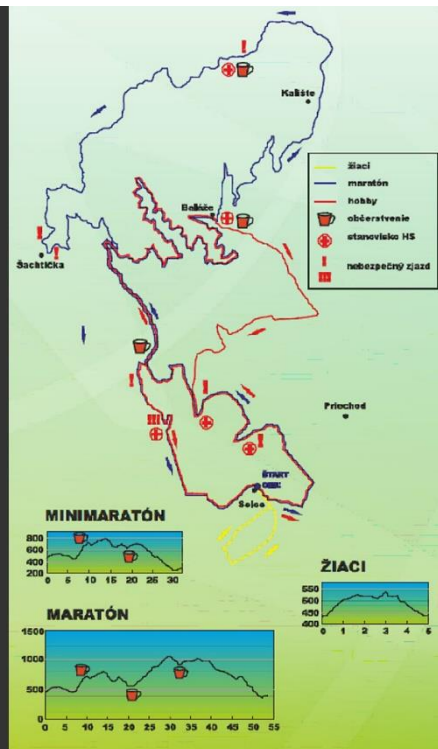 Kalište
žiaci
maratón
hobby
občerstvenie
stanovisko HS
nebezpečný zjazd
Baláže
Šachtička
Priechod
ŠTART
CIEĽ
Selce
MINIMARATÓN
800
600
400
200
0 5 10 15 20 25 30
ŽIACI
550
500
450
400
0 1 2 3 4 5
MARATÓN
1500
1000
500
0
0 5 10 15 20 25 30 35 40 45 50 55